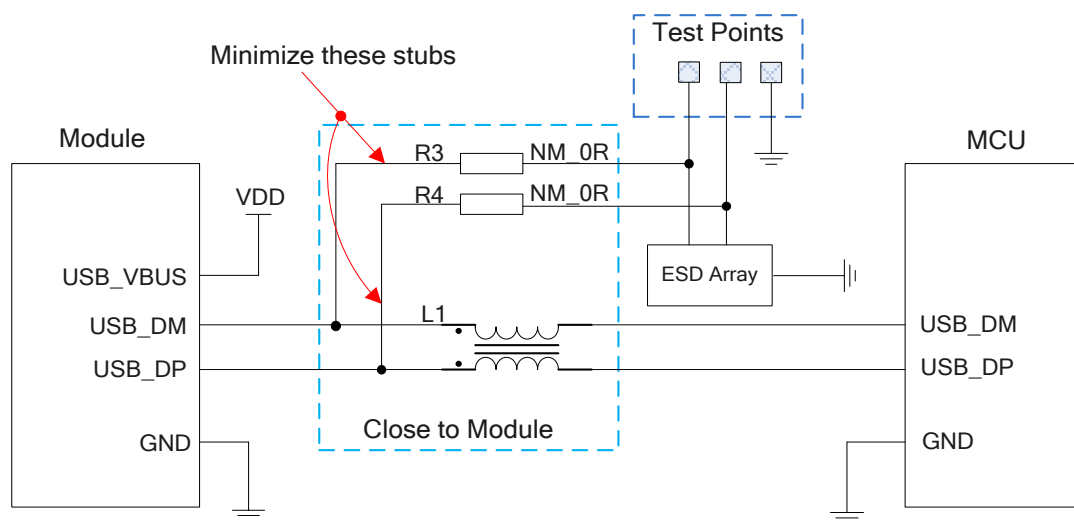 Test Points
Minimize these stubs
Module
MCU
R3
NM_0R
R4
NM_0R
VDD
USB_VBUS
ESD Array
USB_DM
L1
USB_DM
USB_DP
USB_DP
Close to Module
GND
GND